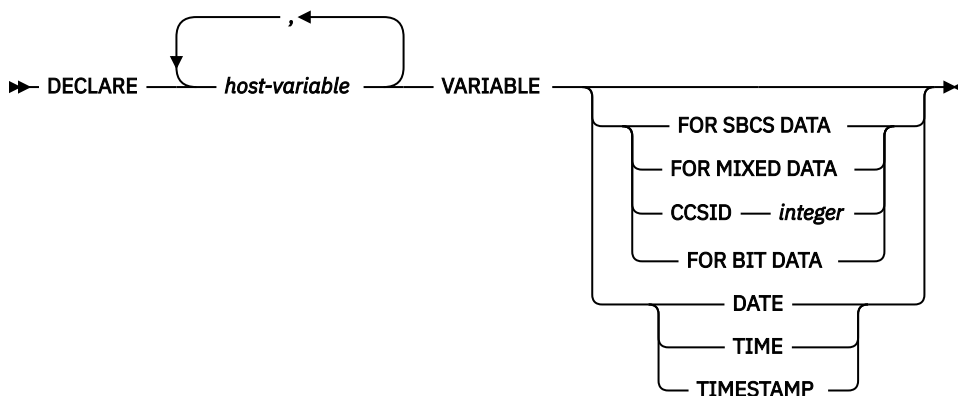 ,
DECLARE host-variable VARIABLE
FOR SBCS DATA
FOR MIXED DATA
CCSID integer
FOR BIT DATA
DATE
TIME
TIMESTAMP